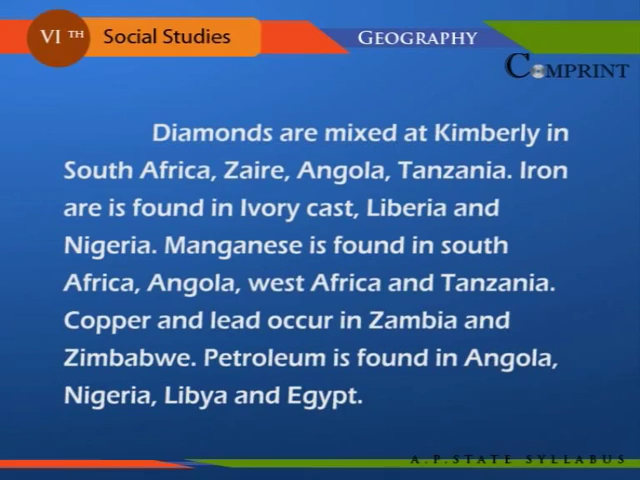 VI TH Social Studies
GEOGRAPHY
COMPRINT
Diamonds are mixed at Kimberly in
South Africa, Zaire, Angola, Tanzania. Iron
are is found in Ivory cast, Liberia and
Nigeria. Manganese is found in south
Africa, Angola, west Africa and Tanzania.
Copper and lead occur in Zambia and
Zimbabwe. Petroleum is found in Angola,
Nigeria, Libya and Egypt.
A.P.STATE SYLLABUS